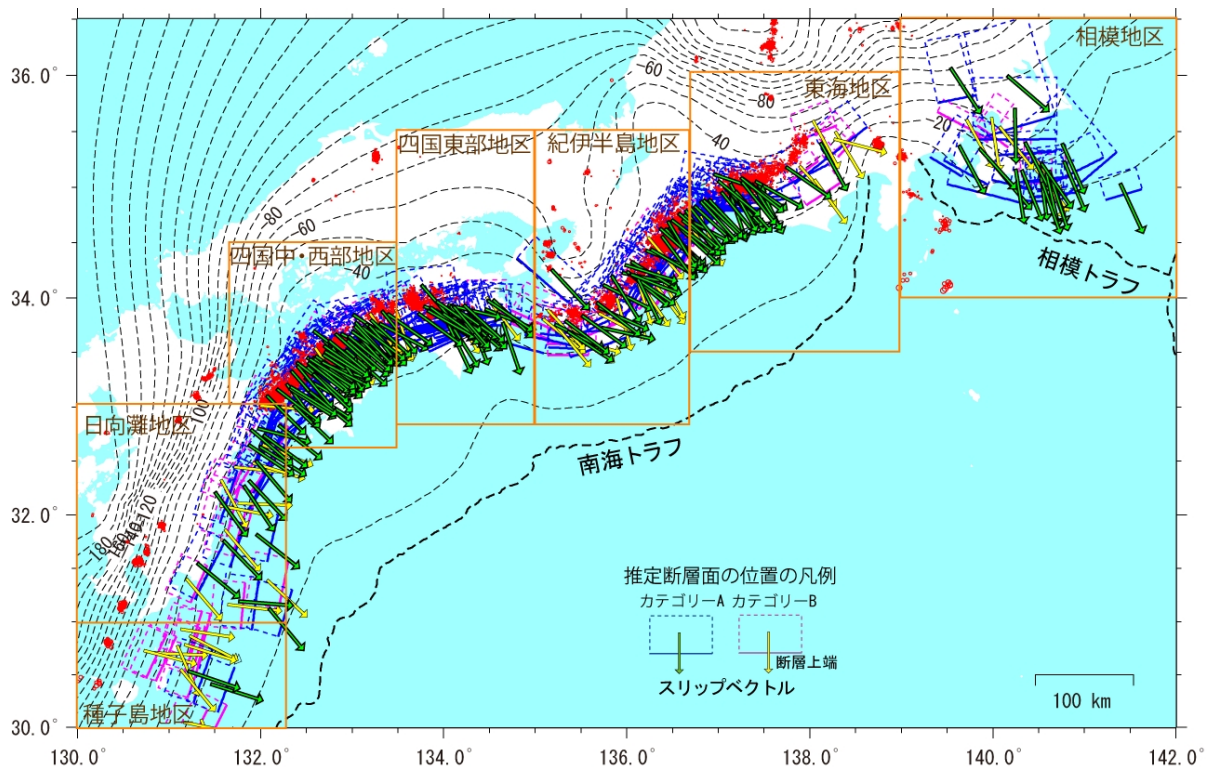 相模地区
東海地区
四国東部地区
紀伊半島地区
四国中・西部地区
日向灘地区
種子島地区
相模トラフ
南海トラフ
60
80
40
20
80
60
40
100
120
140
180
推定断層面の位置の凡例
カテゴリーA カテゴリーB
断層上端
スリップベクトル
100 km
36.0°
34.0°
32.0°
30.0°
130.0° 132.0° 134.0° 136.0° 138.0° 140.0° 142.0°